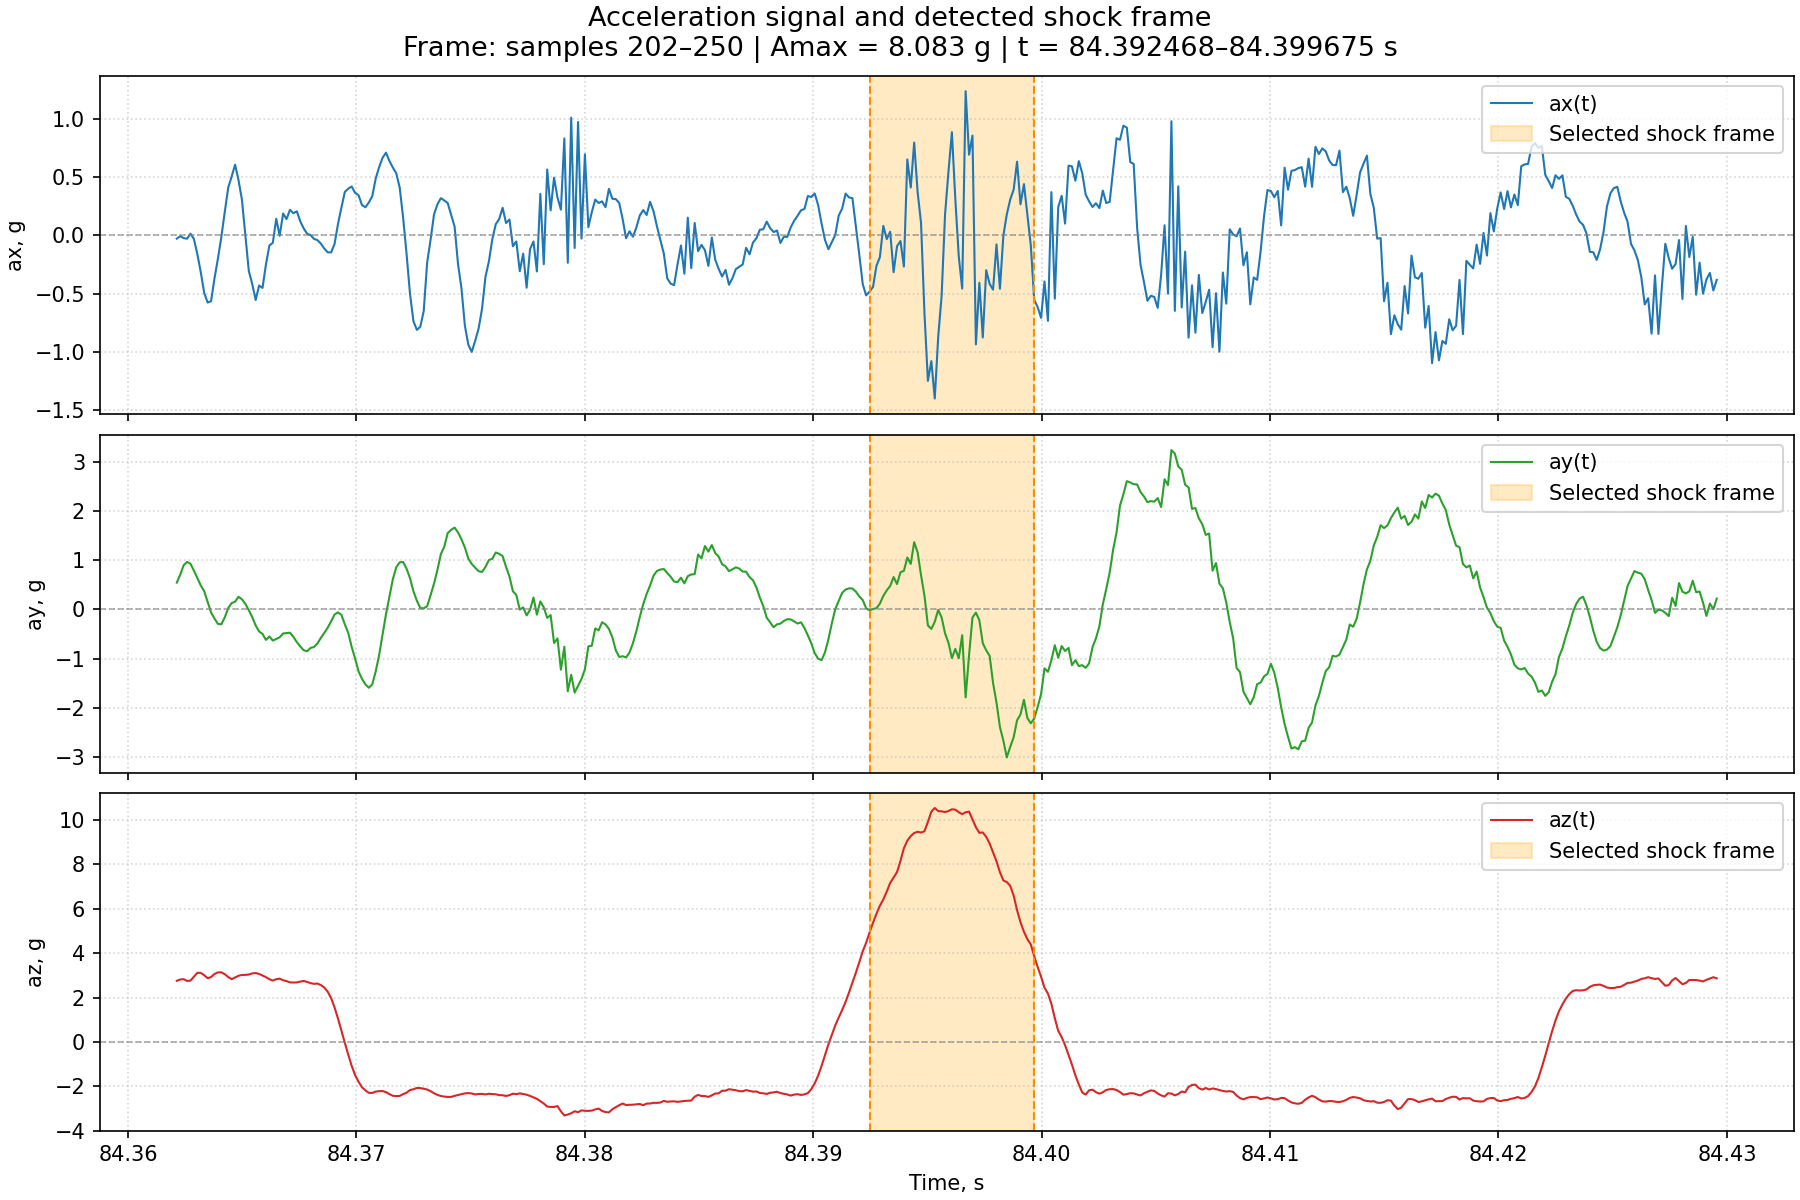 Acceleration signal and detected shock frame
Frame: samples 202–250 | Amax = 8.083 g | t = 84.392468–84.399675 s
ax, g
1.0
0.5
0.0
−0.5
−1.0
−1.5
ax(t)
Selected shock frame
ay, g
3
2
1
0
−1
−2
−3
ay(t)
Selected shock frame
az, g
10
8
6
4
2
0
−2
−4
az(t)
Selected shock frame
84.36 84.37 84.38 84.39 84.40 84.41 84.42 84.43
Time, s